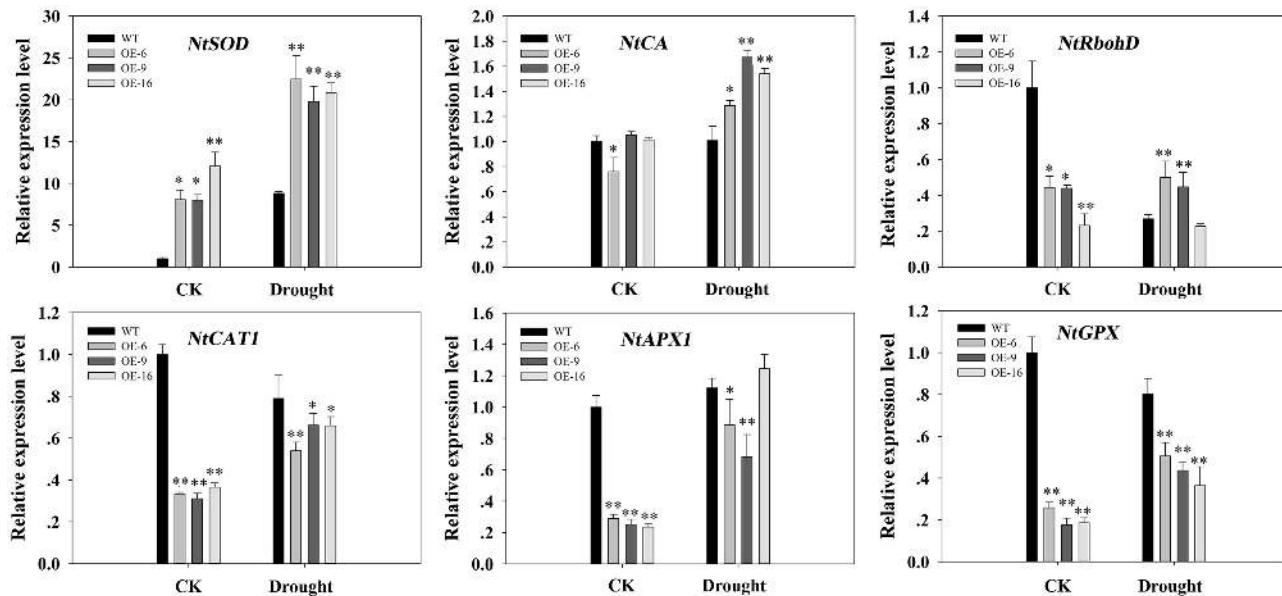 Relative expression level
30
25
20
15
10
5
0
WT
OE-6
OE-9
OE-16
NtSOD
* * **
** ** **
CK Drought
Relative expression level
2.0
1.8
1.6
1.4
1.2
1.0
.8
.6
.4
.2
0.0
WT
OE-6
OE-9
OE-16
NtCA
*
* ** **
CK Drought
Relative expression level
1.4
1.2
1.0
.8
.6
.4
.2
0.0
WT
OE-6
OE-9
OE-16
NtRbohD
* * **
** **
CK Drought
Relative expression level
1.2
1.0
.8
.6
.4
.2
0.0
WT
OE-6
OE-9
OE-16
NtCAT1
** ** **
** * *
CK Drought
Relative expression level
1.6
1.4
1.2
1.0
.8
.6
.4
.2
0.0
WT
OE-6
OE-9
OE-16
NtAPX1
** ** **
* **
CK Drought
Relative expression level
1.2
1.0
.8
.6
.4
.2
0.0
WT
OE-6
OE-9
OE-16
NtGPX
** ** **
** ** **
CK Drought